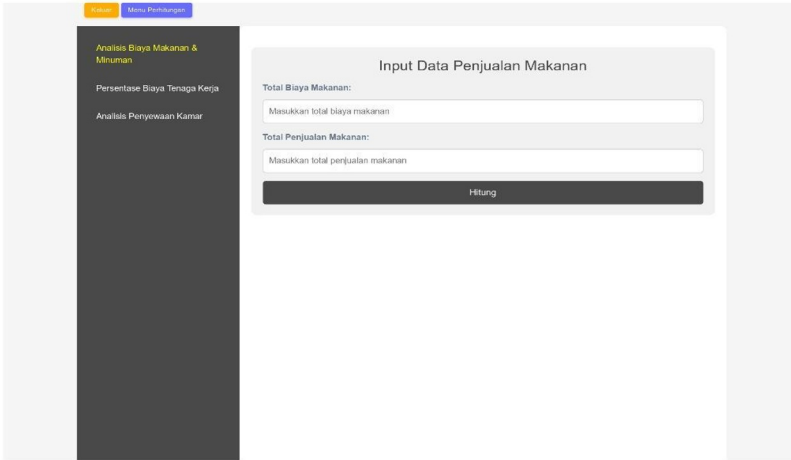 Keluar Menu Perhitungan
Analisis Biaya Makanan &
Minuman
Persentase Biaya Tenaga Kerja
Analisis Penyewaan Kamar
Input Data Penjualan Makanan
Total Biaya Makanan:
Masukkan total biaya makanan
Total Penjualan Makanan:
Masukkan total penjualan makanan
Hitung